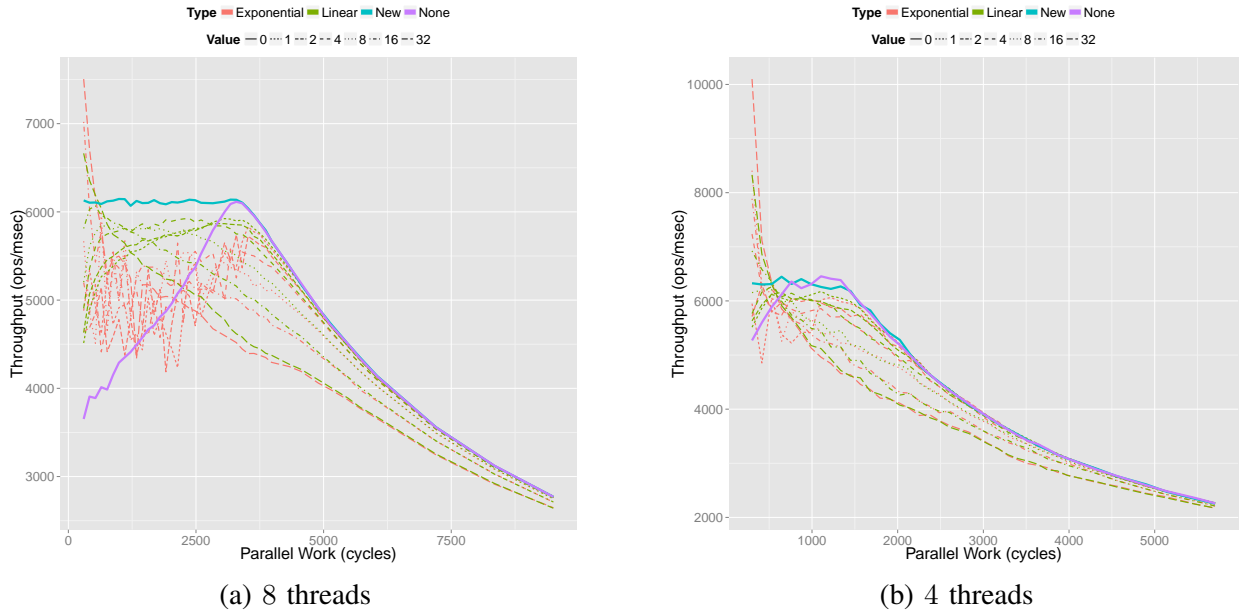 Type Exponential Linear New None
Value 0 1 2 4 8 16 32
Throughput (ops/msec)
7000
6000
5000
4000
3000
0 2500 5000 7500
Parallel Work (cycles)
(a) 8 threads
Type Exponential Linear New None
Value 0 1 2 4 8 16 32
Throughput (ops/msec)
10000
8000
6000
4000
2000
1000 2000 3000 4000 5000
Parallel Work (cycles)
(b) 4 threads